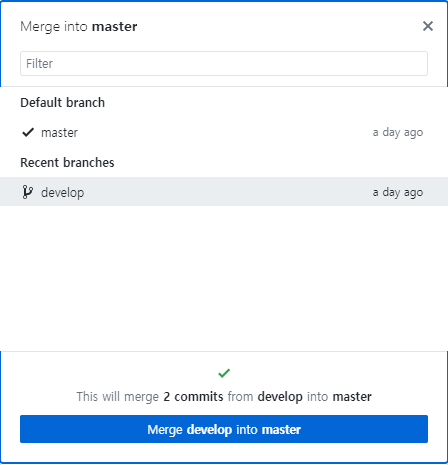 Merge into master
Filter
Default branch
master a day ago
Recent branches
develop a day ago
This will merge 2 commits from develop into master
Merge develop into master